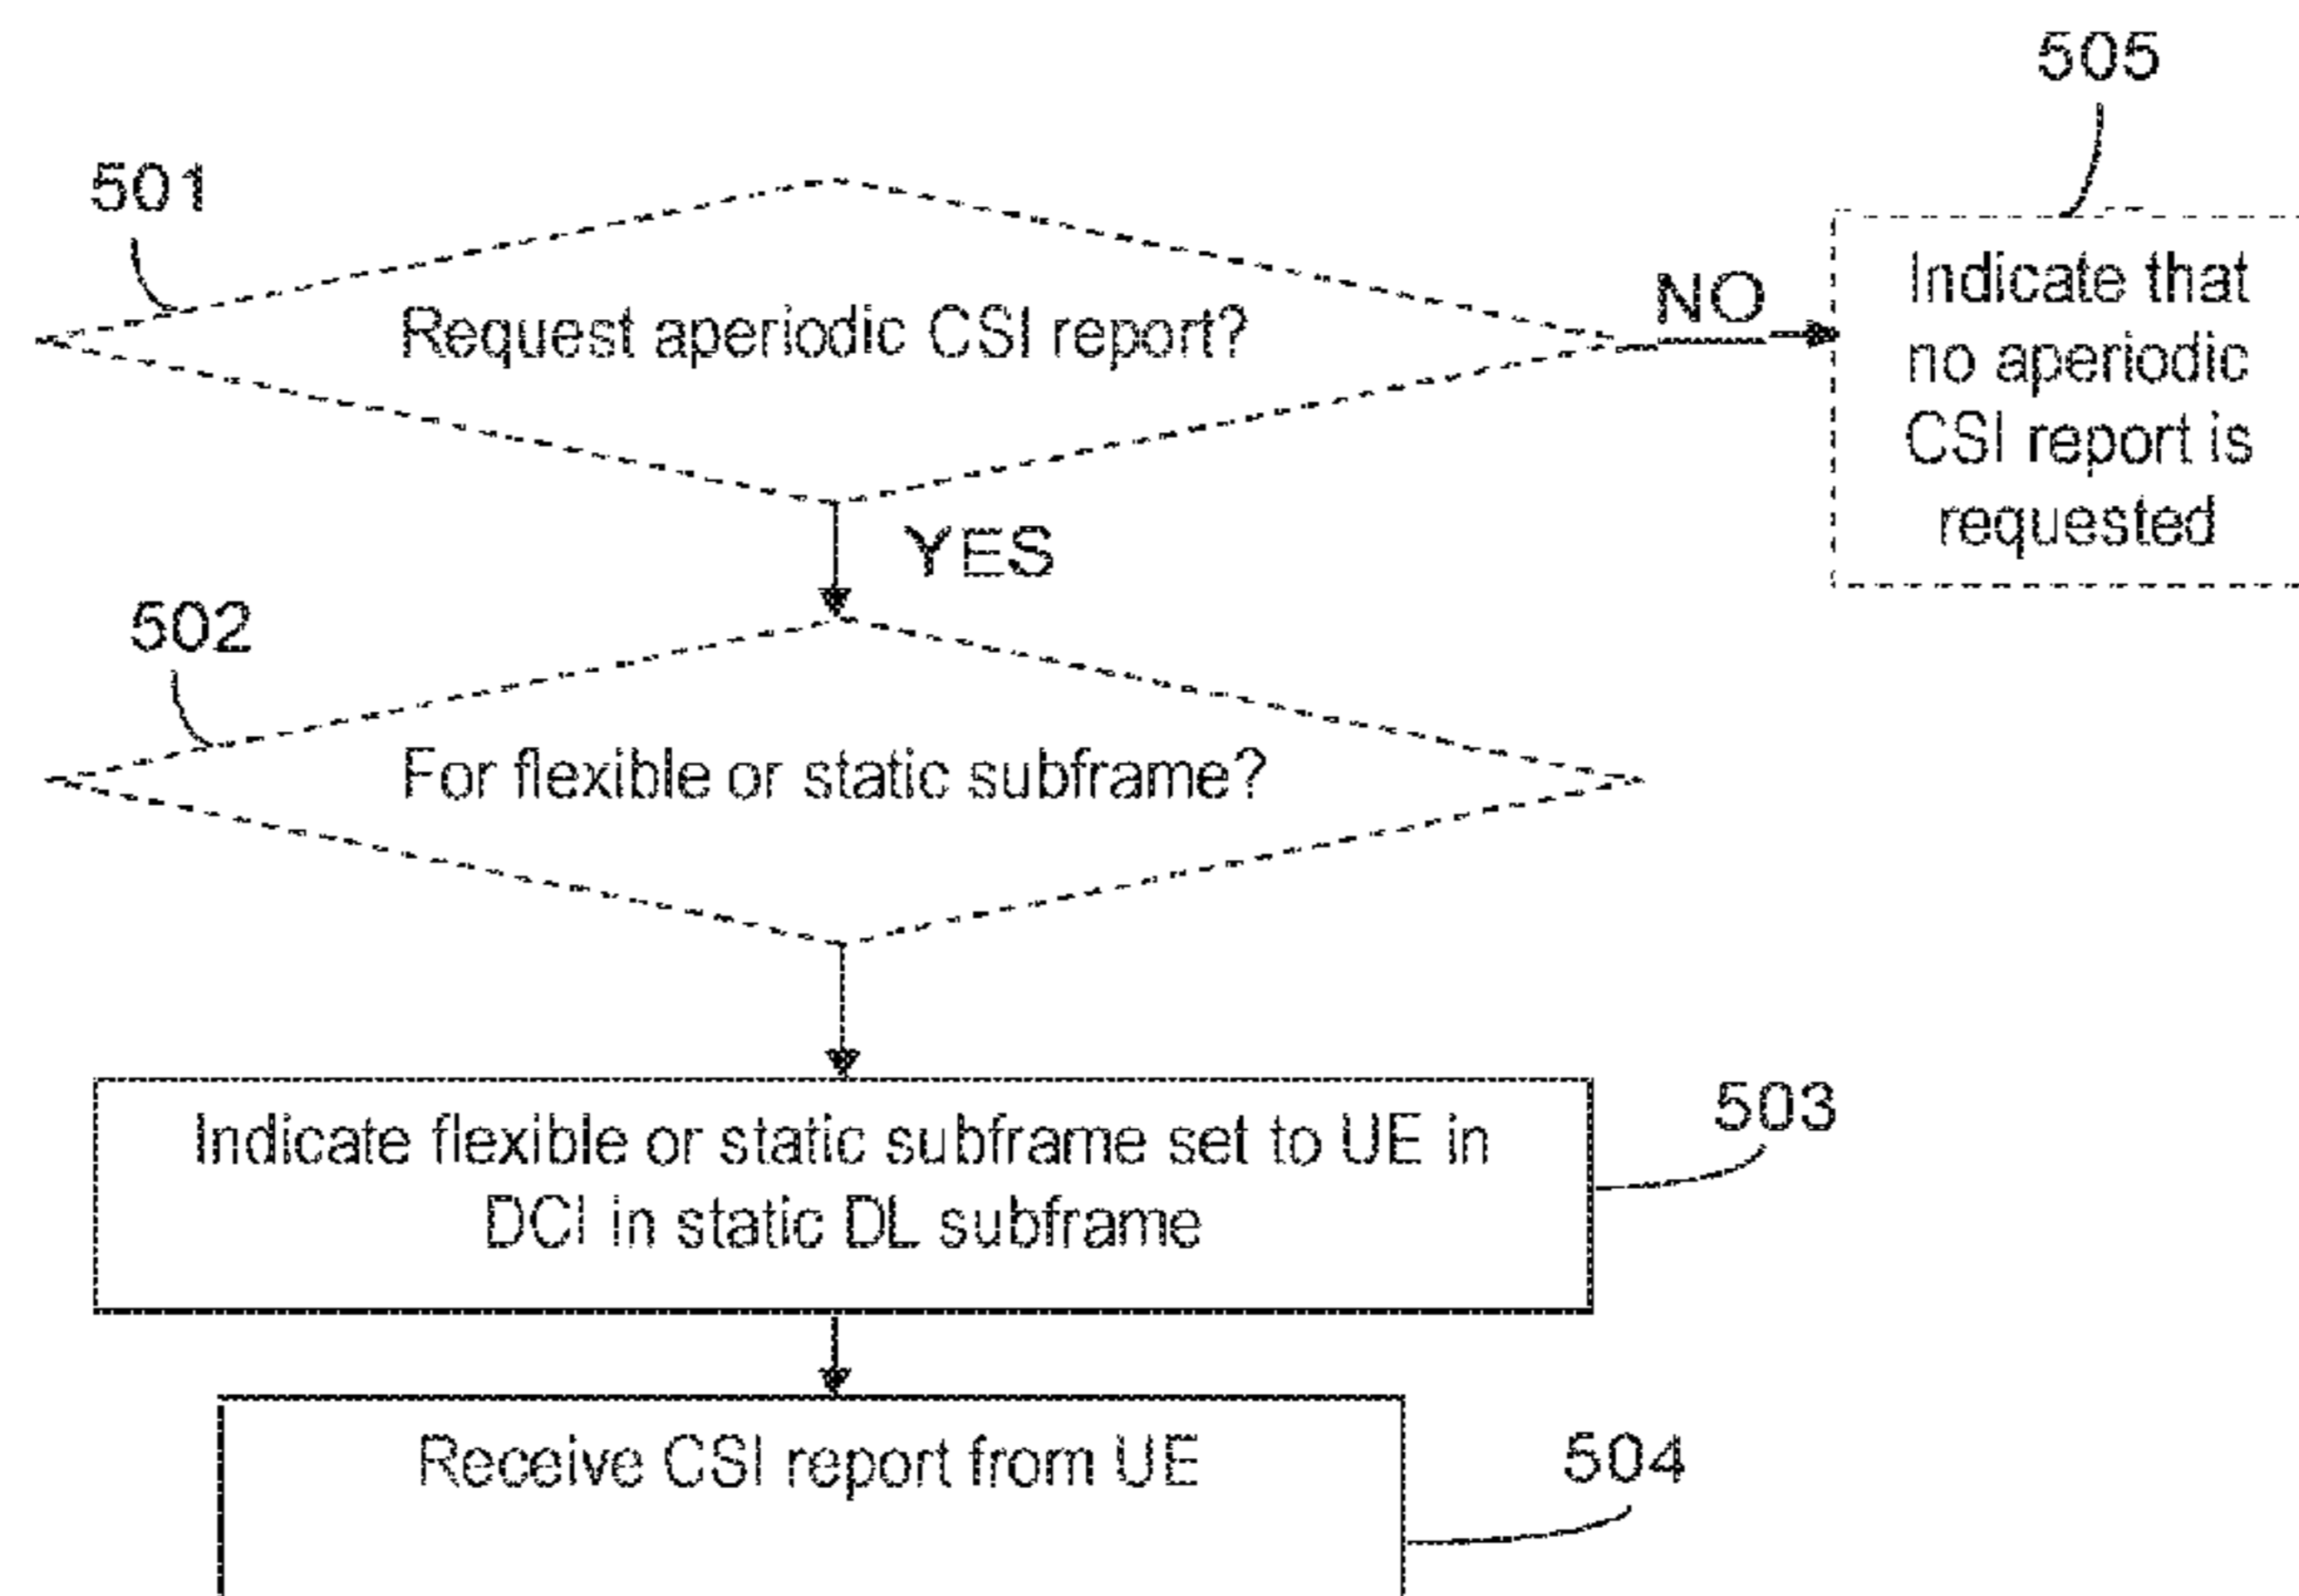 505
501
Request aperiodic CSI report?
NO
Indicate that
no aperiodic
CSI report is
requested
YES
502
For flexible or static subframe?
503
Indicate flexible or static subframe set to UE in
DCI in static DL subframe
Receive CSI report from UE
504